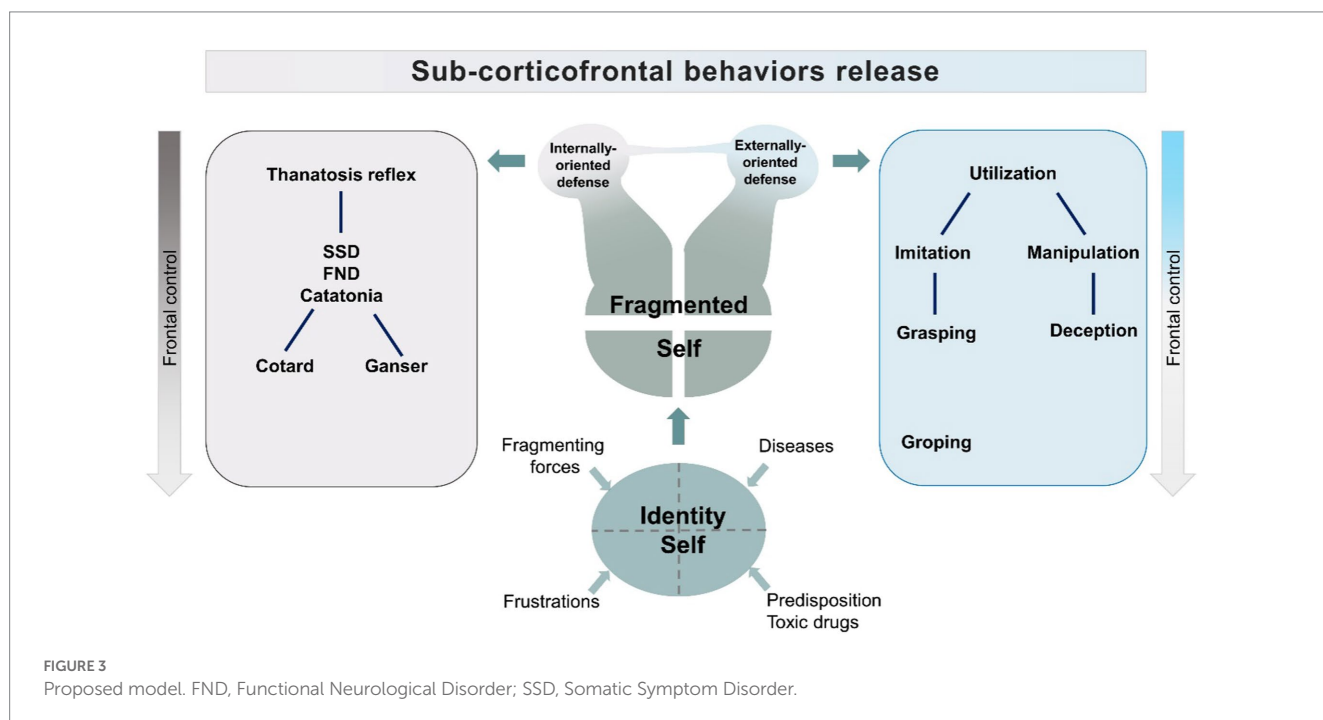 Sub-corticofrontal behaviors release
Frontal control
Thanatosis reflex
SSD
FND
Catatonia
Cotard Ganser
Internally-
oriented
defense
Externally-
oriented
defense
Fragmented
Self
Fragmenting
forces
Diseases
Identity
Self
Frustrations
Predisposition
Toxic drugs
Utilization
Imitation Manipulation
Grasping Deception
Groping
Frontal control
FIGURE 3
Proposed model. FND, Functional Neurological Disorder; SSD, Somatic Symptom Disorder.